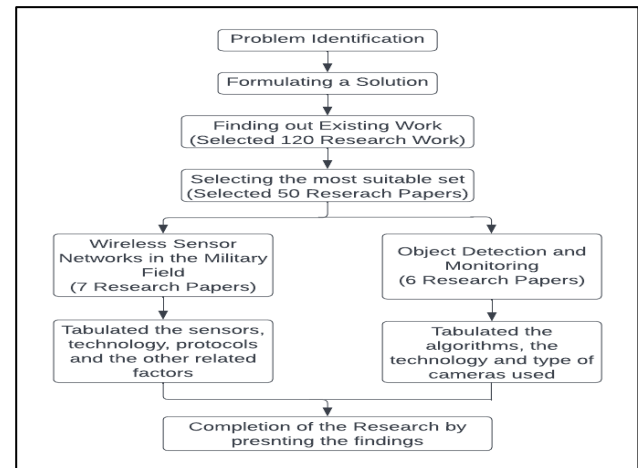 Problem Identification
Formulating a Solution
Finding out Existing Work
(Selected 120 Research Work)
Selecting the most suitable set
(Selected 50 Reserach Papers)
Wireless Sensor
Networks in the Military
Field
(7 Research Papers)
Object Detection and
Monitoring
(6 Research Papers)
Tabulated the sensors,
technology, protocols
and the other related
factors
Tabulated the
algorithms, the
technology and type of
cameras used
Completion of the Research by
presnting the findings